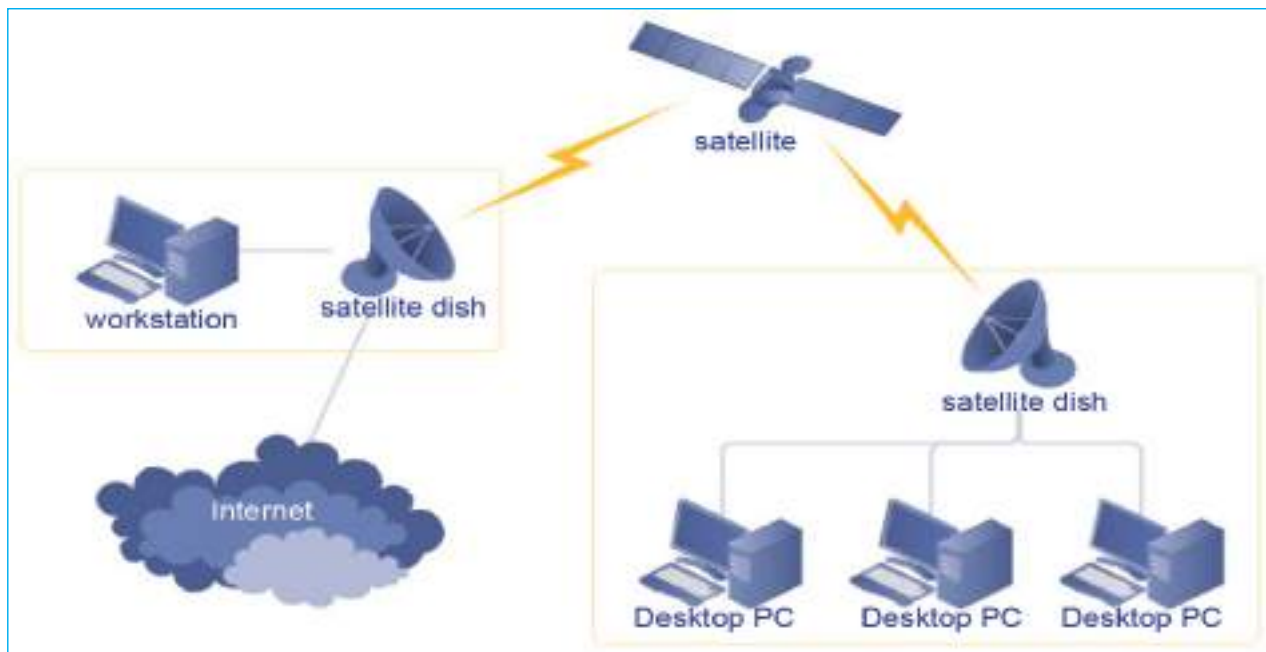 satellite
workstation
satellite dish
satellite dish
Internet
Desktop PC
Desktop PC
Desktop PC